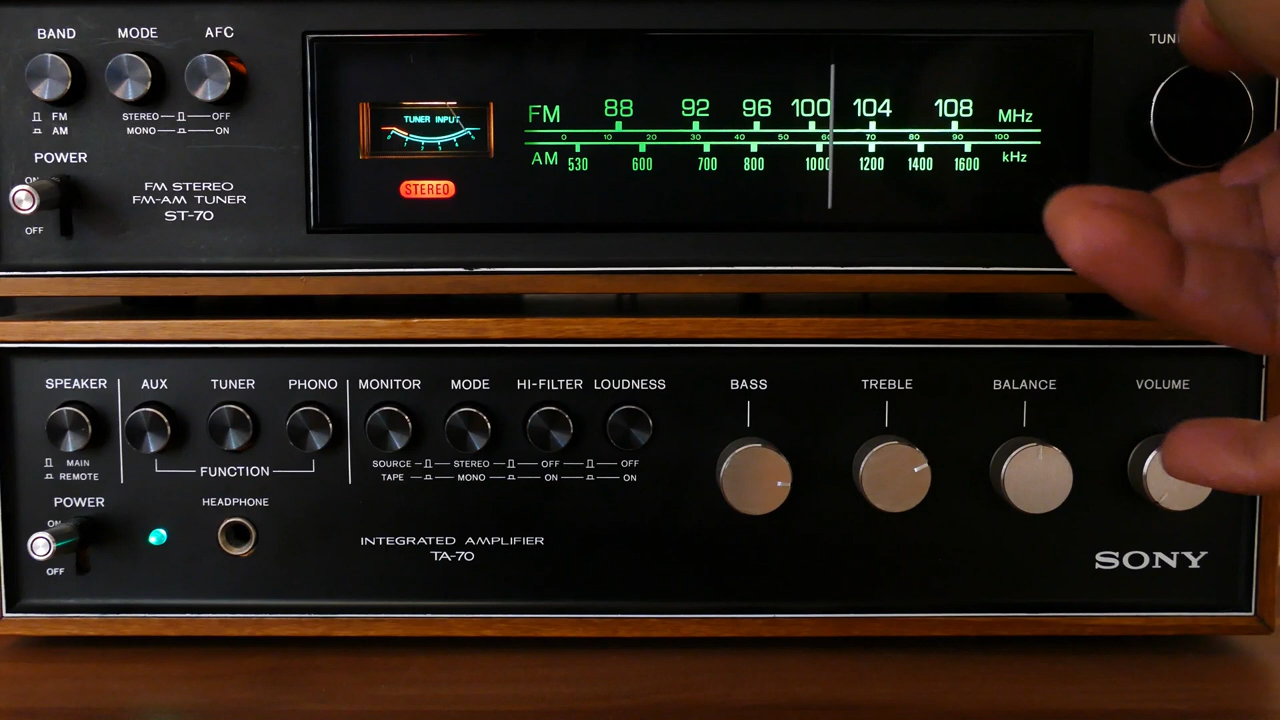 BAND MODE AFC
FM STEREO OFF
AM MONO ON
POWER
ON
OFF
FM STEREO
FM-AM TUNER
ST-70
TUNER INPUT
STEREO
FM 88 92 96 100 104 108 MHz
0 10 20 30 40 50 60 70 80 90 100
AM 530 600 700 800 1000 1200 1400 1600 kHz
SPEAKER AUX TUNER PHONO MONITOR MODE HI-FILTER LOUDNESS BASS TREBLE BALANCE VOLUME
MAIN
REMOTE
FUNCTION
SOURCE STEREO OFF OFF
TAPE MONO ON ON
POWER
ON
OFF
HEADPHONE
INTEGRATED AMPLIFIER
TA-70
SONY